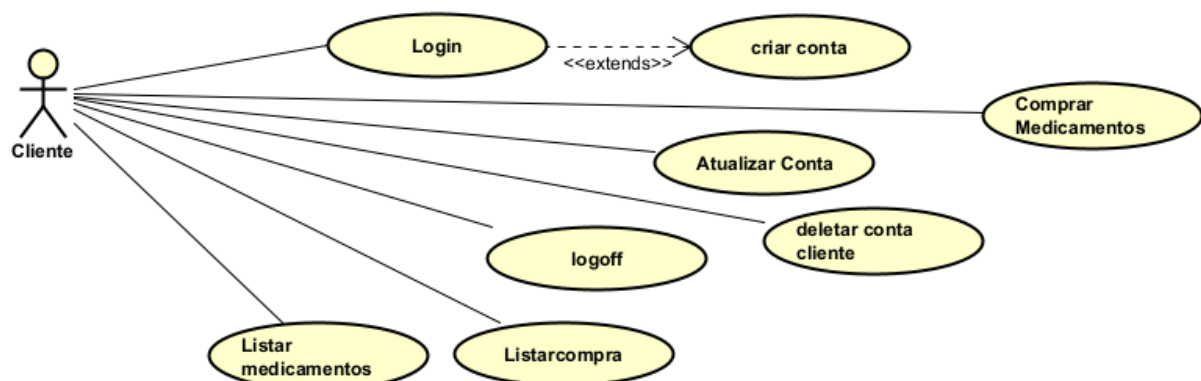 Login
criar conta
<<extends>>
Comprar
Medicamentos
Cliente
Atualizar Conta
deletar conta
cliente
logoff
Listar
medicamentos
Listarcompra